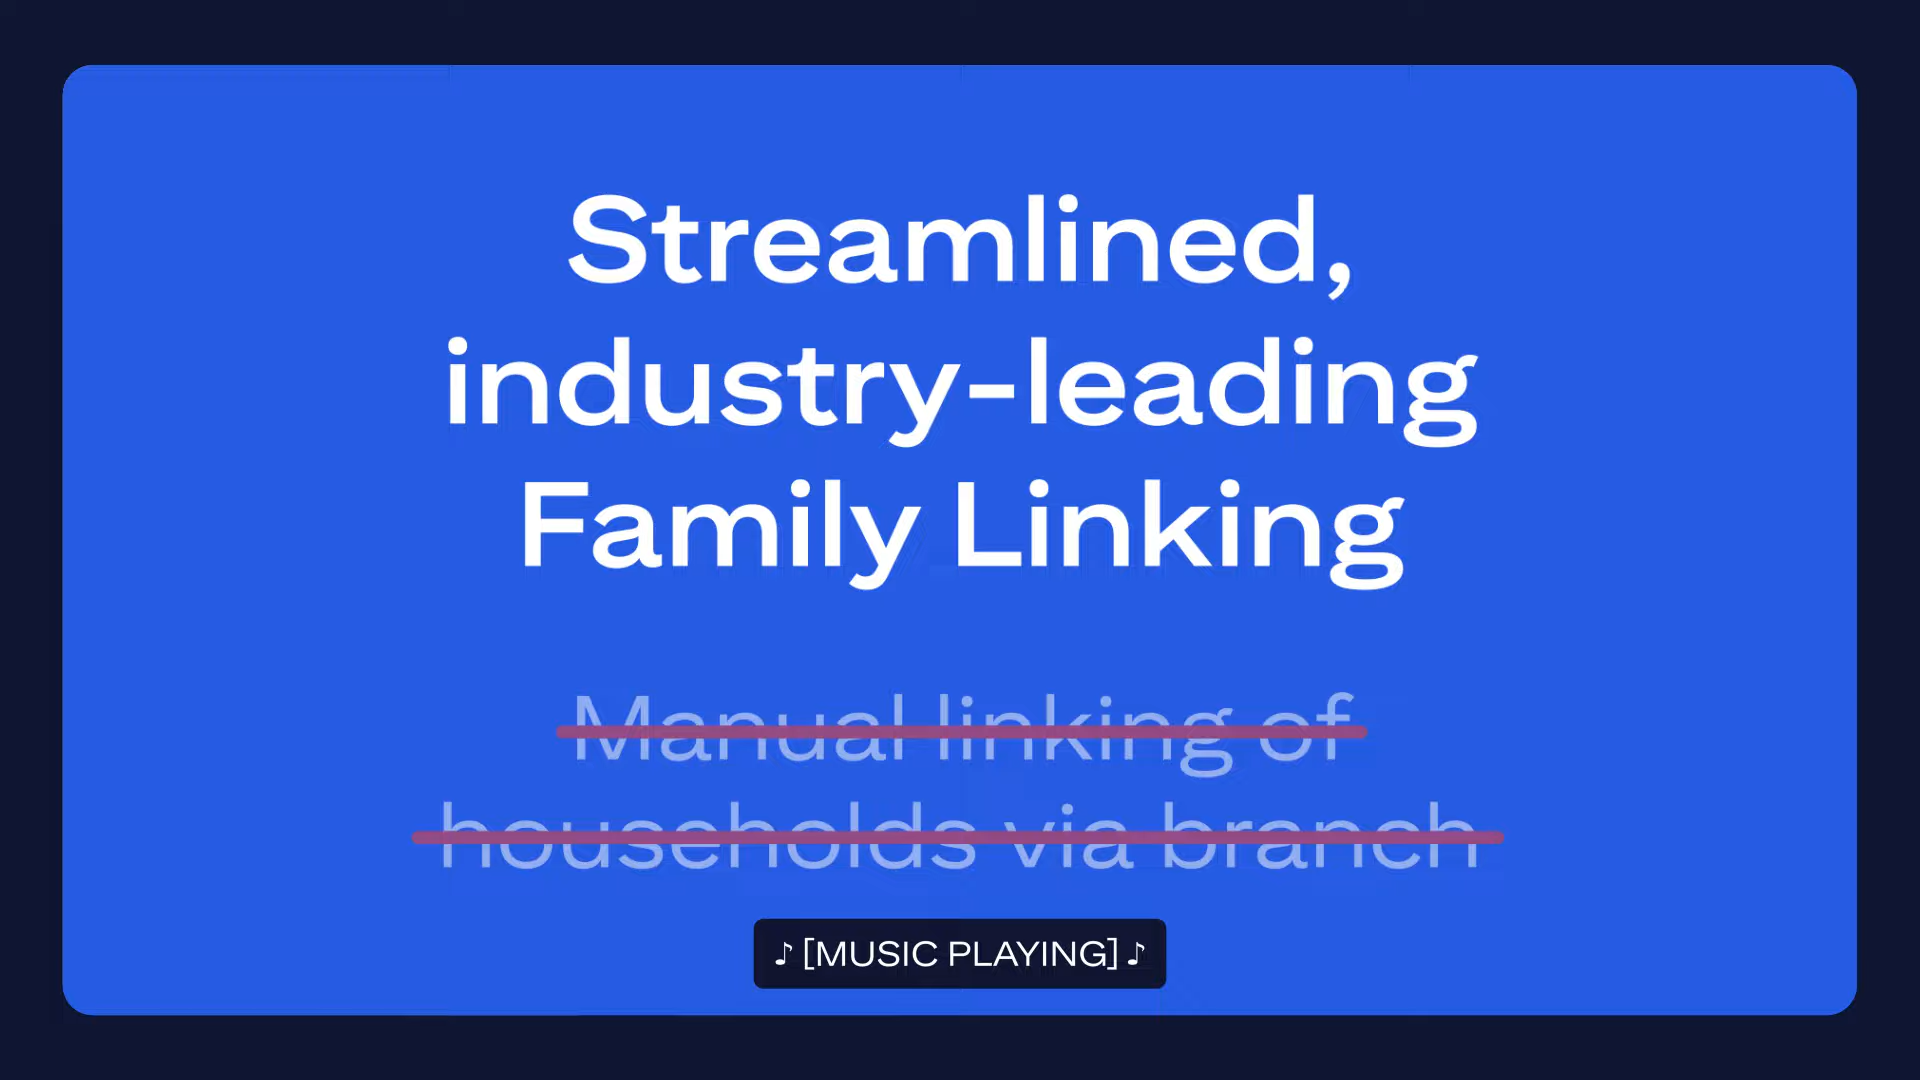 Streamlined,
industry-leading
Family Linking
Manual linking of
households via branch
♪ [MUSIC PLAYING] ♪